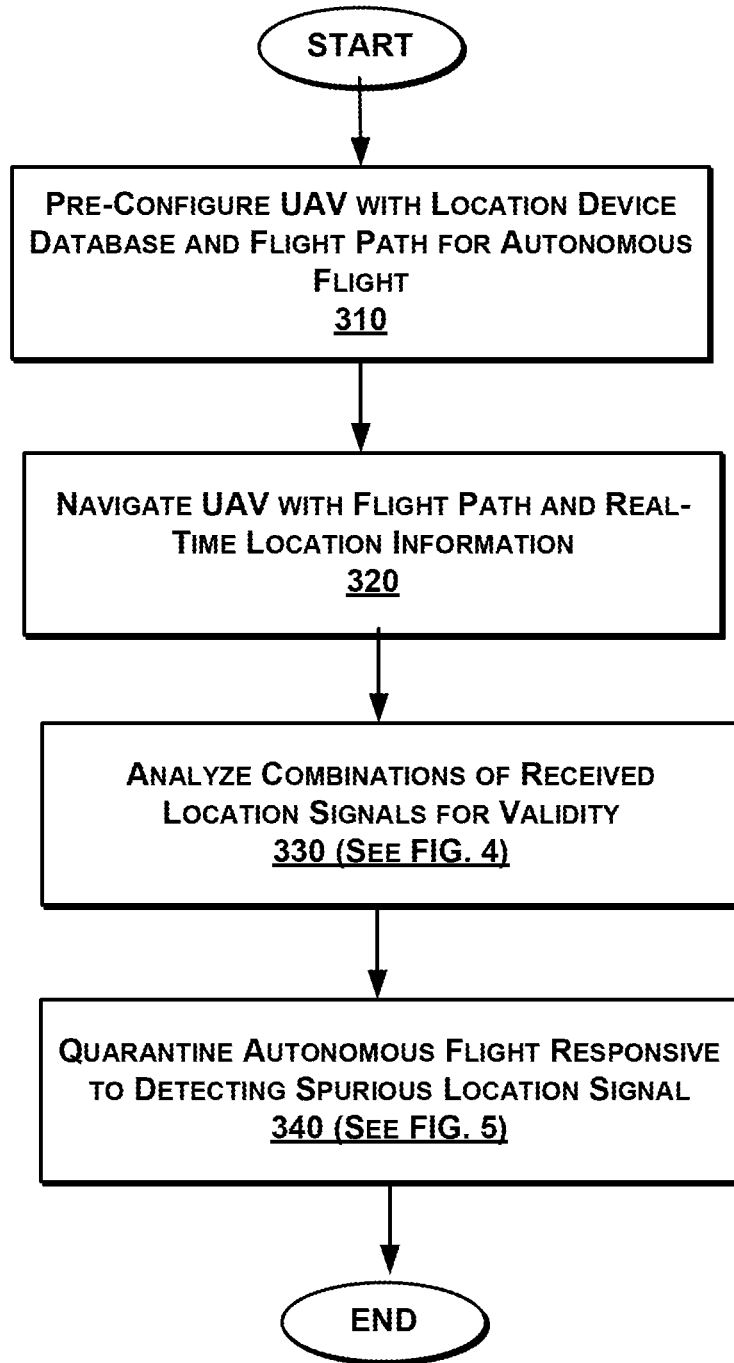 START
PRE-CONFIGURE UAV WITH LOCATION DEVICE
DATABASE AND FLIGHT PATH FOR AUTONOMOUS
FLIGHT
310
NAVIGATE UAV WITH FLIGHT PATH AND REAL-
TIME LOCATION INFORMATION
320
ANALYZE COMBINATIONS OF RECEIVED
LOCATION SIGNALS FOR VALIDITY
330 (SEE FIG. 4)
QUARANTINE AUTONOMOUS FLIGHT RESPONSIVE
TO DETECTING SPURIOUS LOCATION SIGNAL
340 (SEE FIG. 5)
END